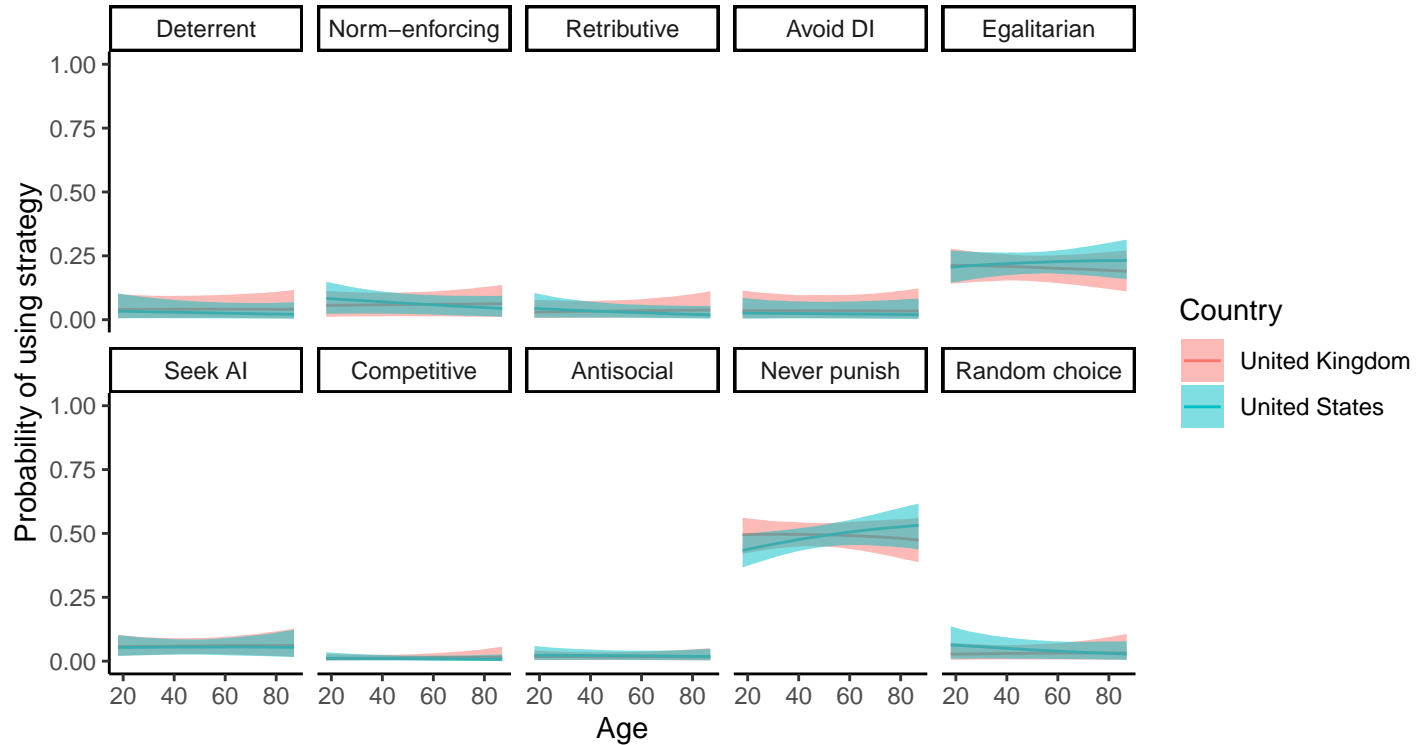 Deterrent Norm−enforcing Retributive Avoid DI Egalitarian
1.00
0.75
0.50
0.25
0.00
Seek AI Competitive Antisocial Never punish Random choice
1.00
0.75
0.50
0.25
0.00
20 40 60 80 20 40 60 80 20 40 60 80 20 40 60 80 20 40 60 80
Age
Probability of using strategy
Country
United Kingdom
United States